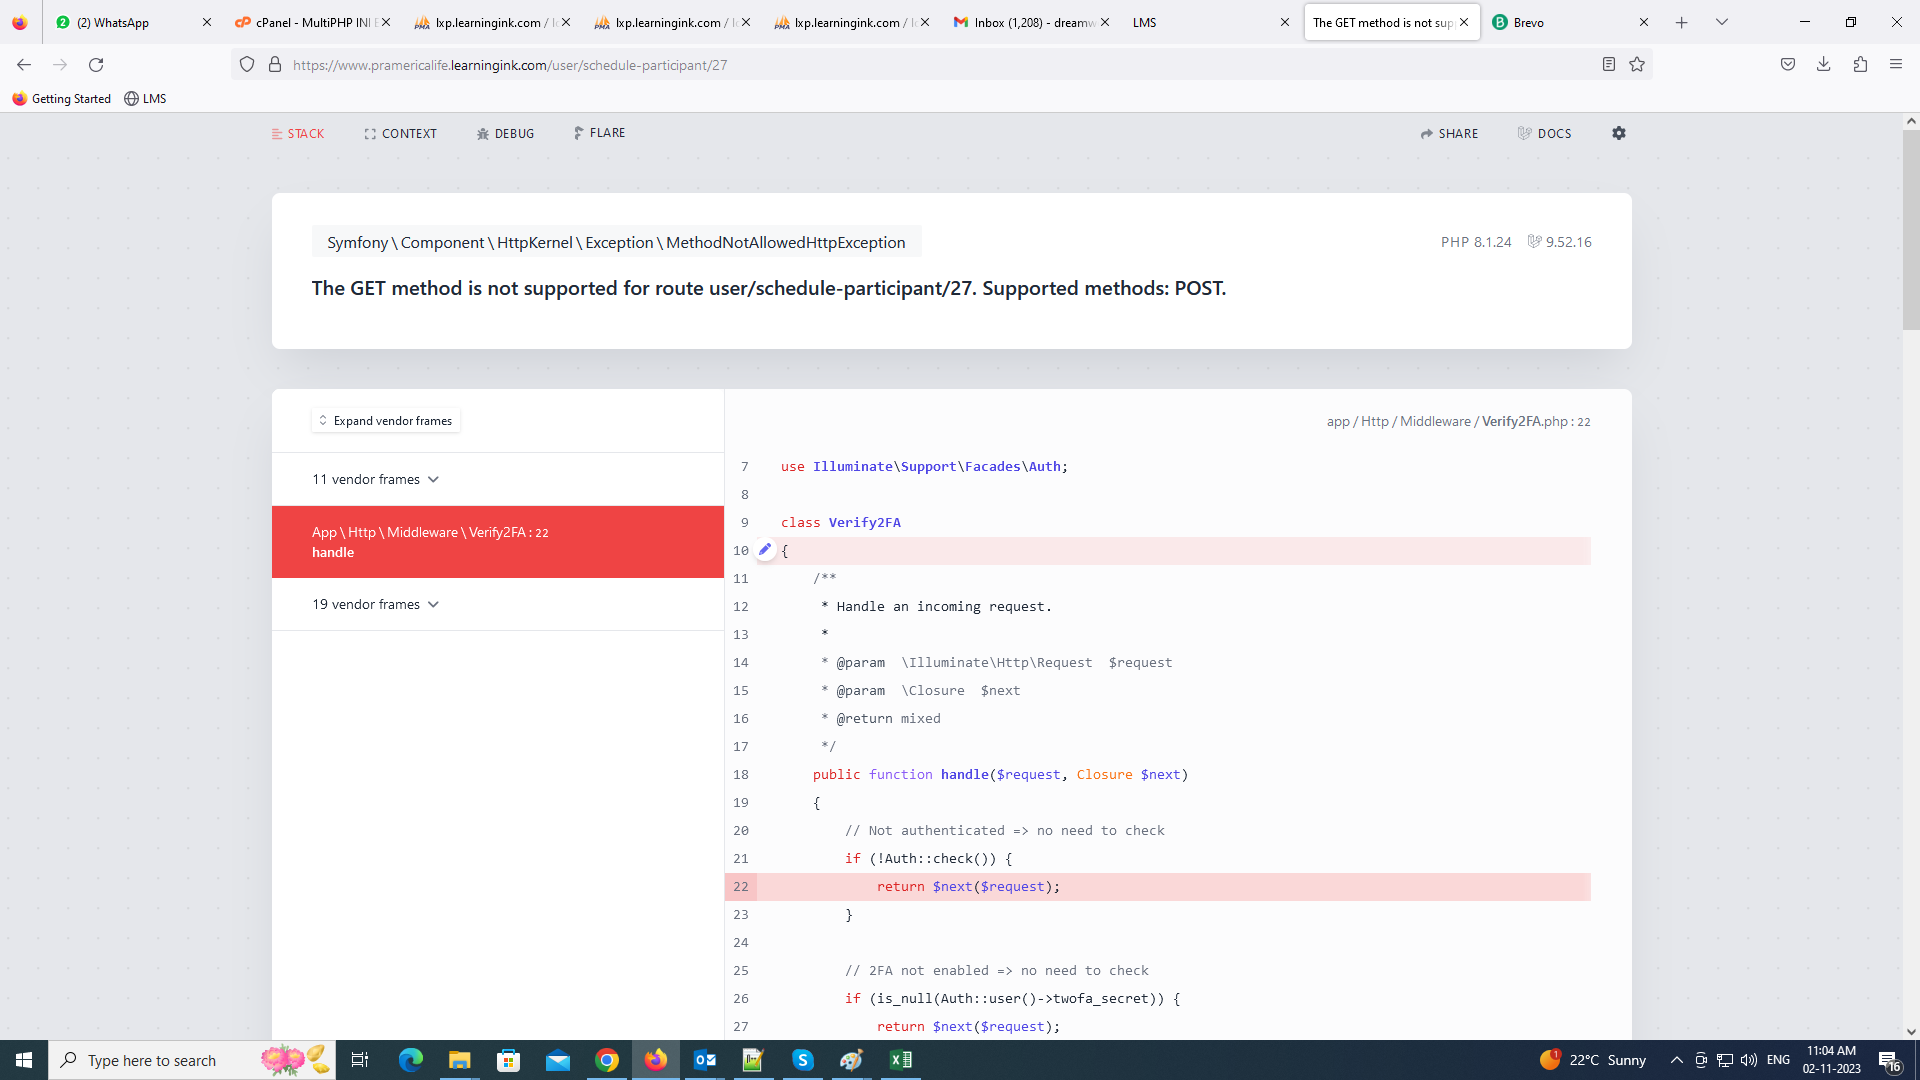 (2) WhatsApp
cPanel - MultiPHP INI E
lxp.learningink.com / lo
lxp.learningink.com / lo
lxp.learningink.com / lo
Inbox (1,208) - dreamw
LMS
The GET method is not sup
Brevo
https://www.pramericalife.learningink.com/user/schedule-participant/27
Getting Started
LMS
STACK
CONTEXT
DEBUG
FLARE
SHARE
DOCS
Symfony\Component\HttpKernel\Exception\MethodNotAllowedHttpException
PHP 8.1.24
9.52.16
The GET method is not supported for route user/schedule-participant/27. Supported methods: POST.
Expand vendor frames
app / Http / Middleware / Verify2FA.php : 22
11 vendor frames
App \ Http \ Middleware \ Verify2FA : 22
handle
19 vendor frames
7 use Illuminate\Support\Facades\Auth;
8
9 class Verify2FA
10 {
11 /**
12 * Handle an incoming request.
13 *
14 * @param \Illuminate\Http\Request $request
15 * @param \Closure $next
16 * @return mixed
17 */
18 public function handle($request, Closure $next)
19 {
20 // Not authenticated => no need to check
21 if (!Auth::check()) {
22 return $next($request);
23 }
24
25 // 2FA not enabled => no need to check
26 if (is_null(Auth::user()->twofa_secret)) {
27 return $next($request);
Type here to search
22°C Sunny
ENG
11:04 AM
02-11-2023
16